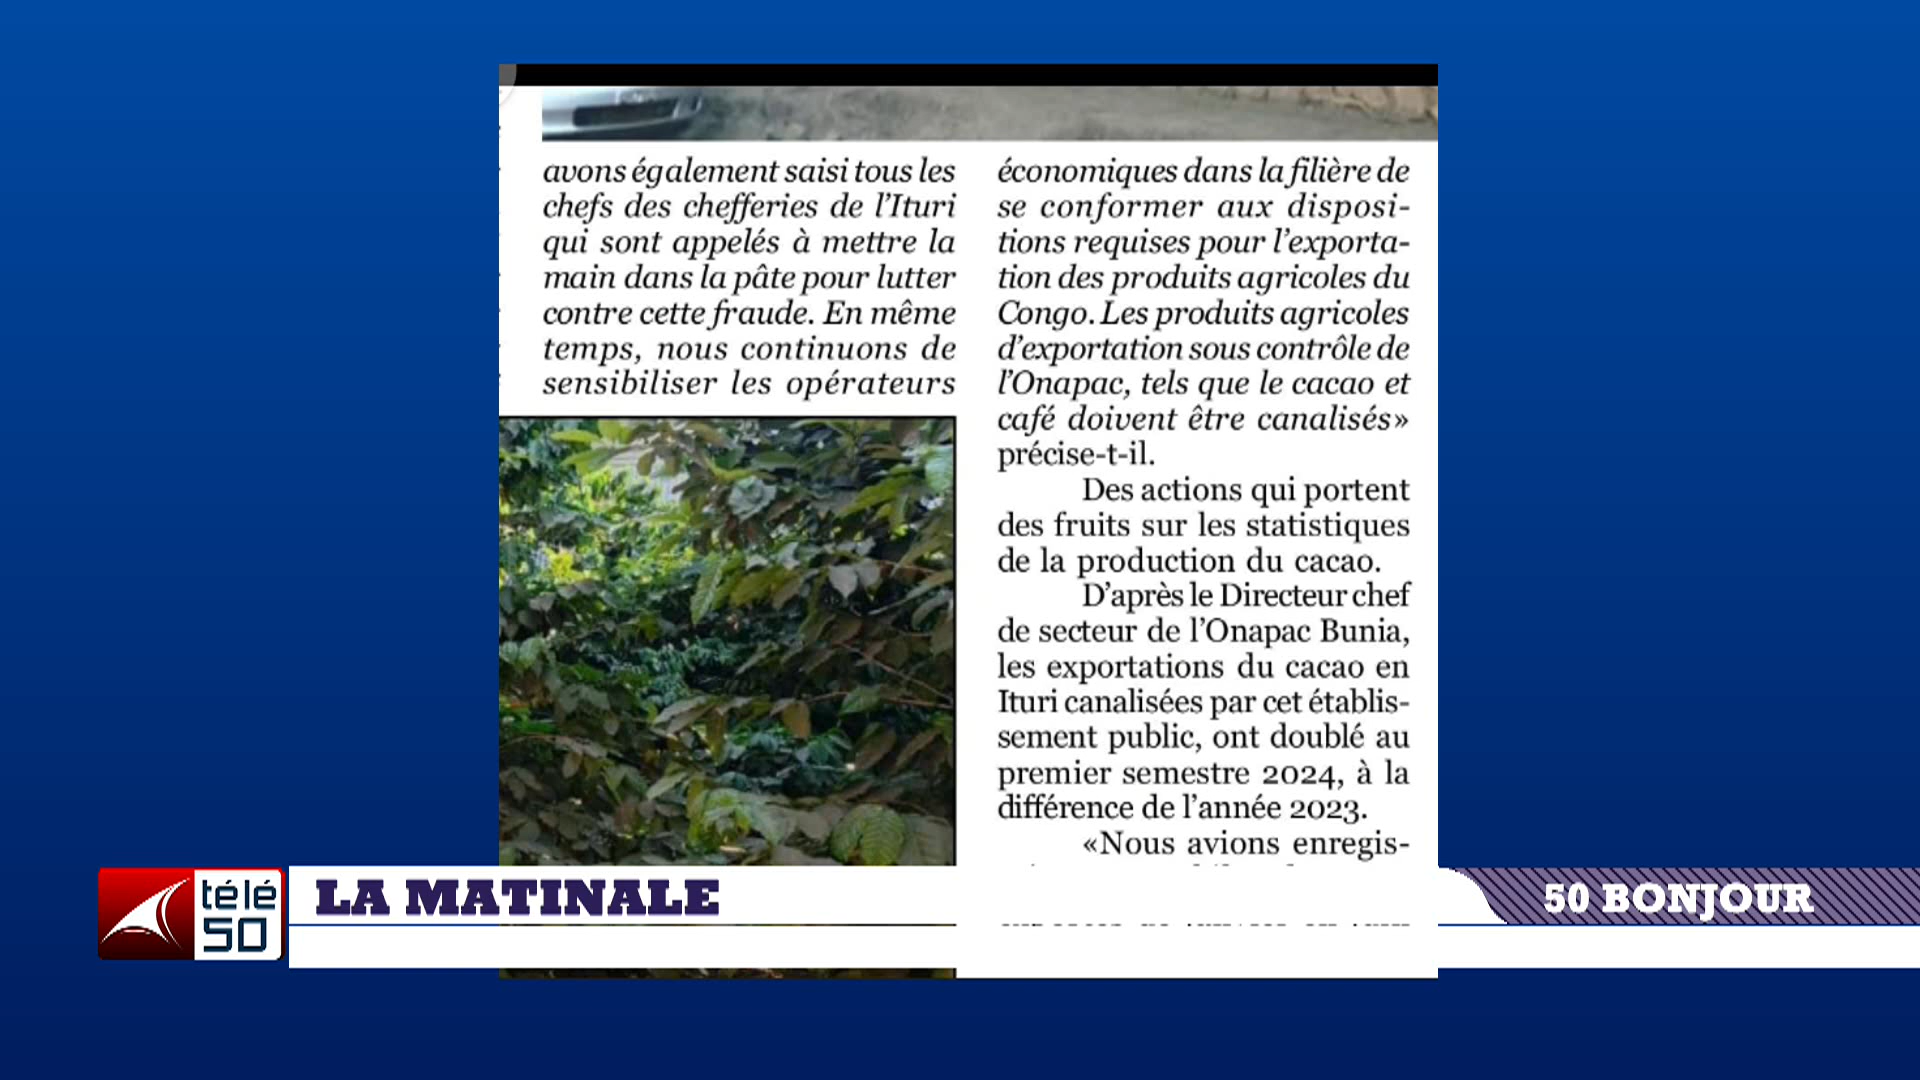 avons également saisi tous les
chefs des chefferies de l'Ituri
qui sont appelés à mettre la
main dans la pâte pour lutter
contre cette fraude. En même
temps, nous continuons de
sensibiliser les opérateurs
économiques dans la filière de
se conformer aux disposi-
tions requises pour l'exporta-
tion des produits agricoles du
Congo. Les produits agricoles
d'exportation sous contrôle de
l'Onapac, tels que le cacao et
café doivent être canalisés»
précise-t-il.
Des actions qui portent
des fruits sur les statistiques
de la production du cacao.
D'après le Directeur chef
de secteur de l'Onapac Bunia,
les exportations du cacao en
Ituri canalisées par cet établis-
sement public, ont doublé au
premier semestre 2024, à la
différence de l'année 2023.
«Nous avions enregis-
télé
50
LA MATINALE
50 BONJOUR